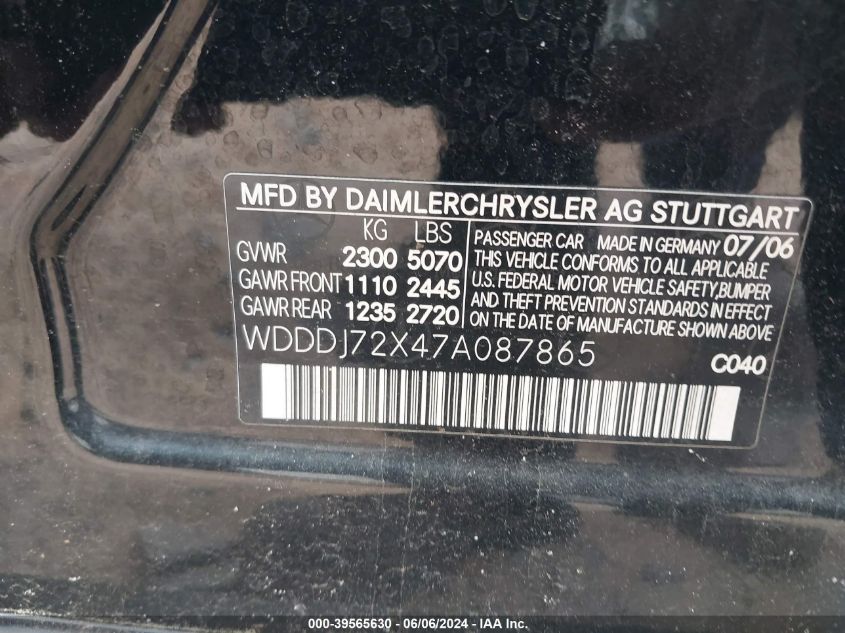 MFD BY DAIMLERCHRYSLER AG STUTTGART
KG LBS
GVWR 2300 5070
GAWR FRONT 1110 2445
GAWR REAR 1235 2720
PASSENGER CAR MADE IN GERMANY 07/06
THIS VEHICLE CONFORMS TO ALL APPLICABLE
U.S. FEDERAL MOTOR VEHICLE SAFETY,BUMPER
AND THEFT PREVENTION STANDARDS IN EFFECT
ON THE DATE OF MANUFACTURE.
WDDDJ72X47A087865
C040
000-39565630 - 06/06/2024 - IAA Inc.